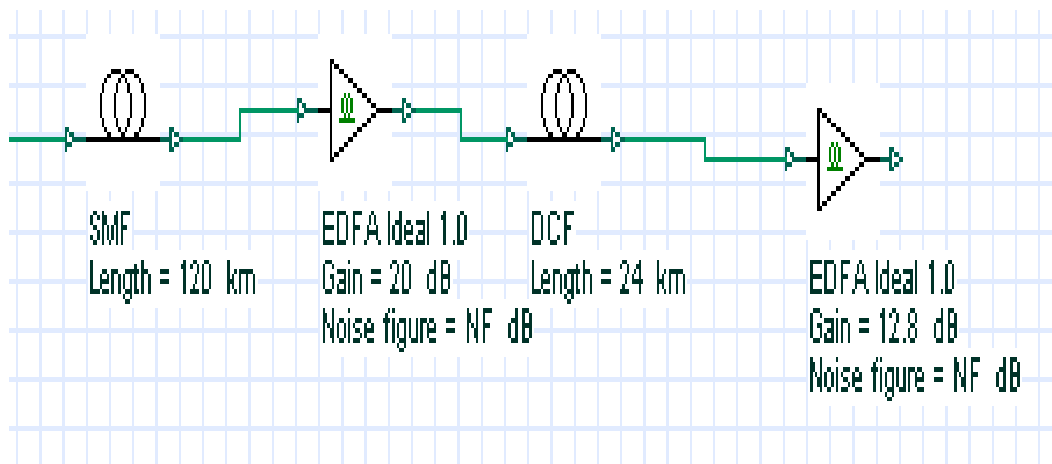 SMF
Length = 120 km
EDFA Ideal 1.0
Gain = 20 dB
Noise figure = NF dB
DCF
Length = 24 km
EDFA Ideal 1.0
Gain = 12.8 dB
Noise figure = NF dB